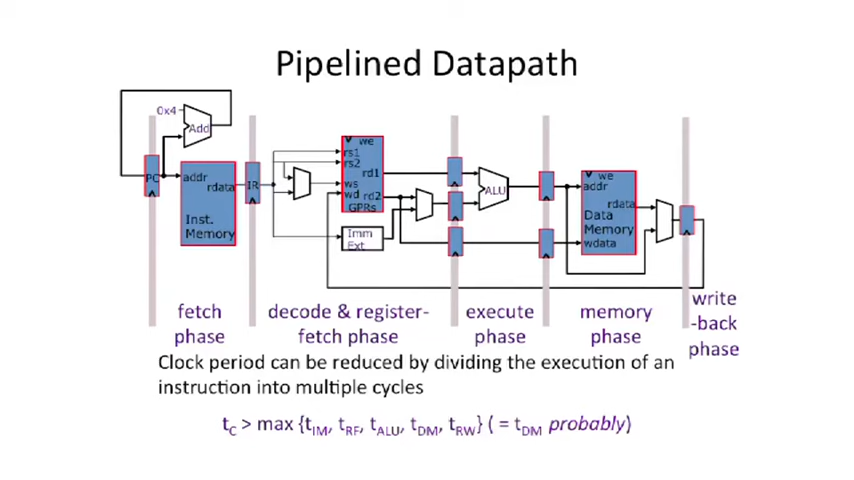 Pipelined Datapath
0x4
Add
PC
addr
rdata
Inst.
Memory
IR
we
rs1
rs2
rd1
ws
wd rd2
GPRs
Imm
Ext
ALU
we
addr
rdata
Data
Memory
wdata
fetch
phase
decode & register-
fetch phase
execute
phase
memory
phase
write
-back
phase
Clock period can be reduced by dividing the execution of an
instruction into multiple cycles
tC > max {tIM, tRF, tALU, tDM, tRW} ( = tDM probably)